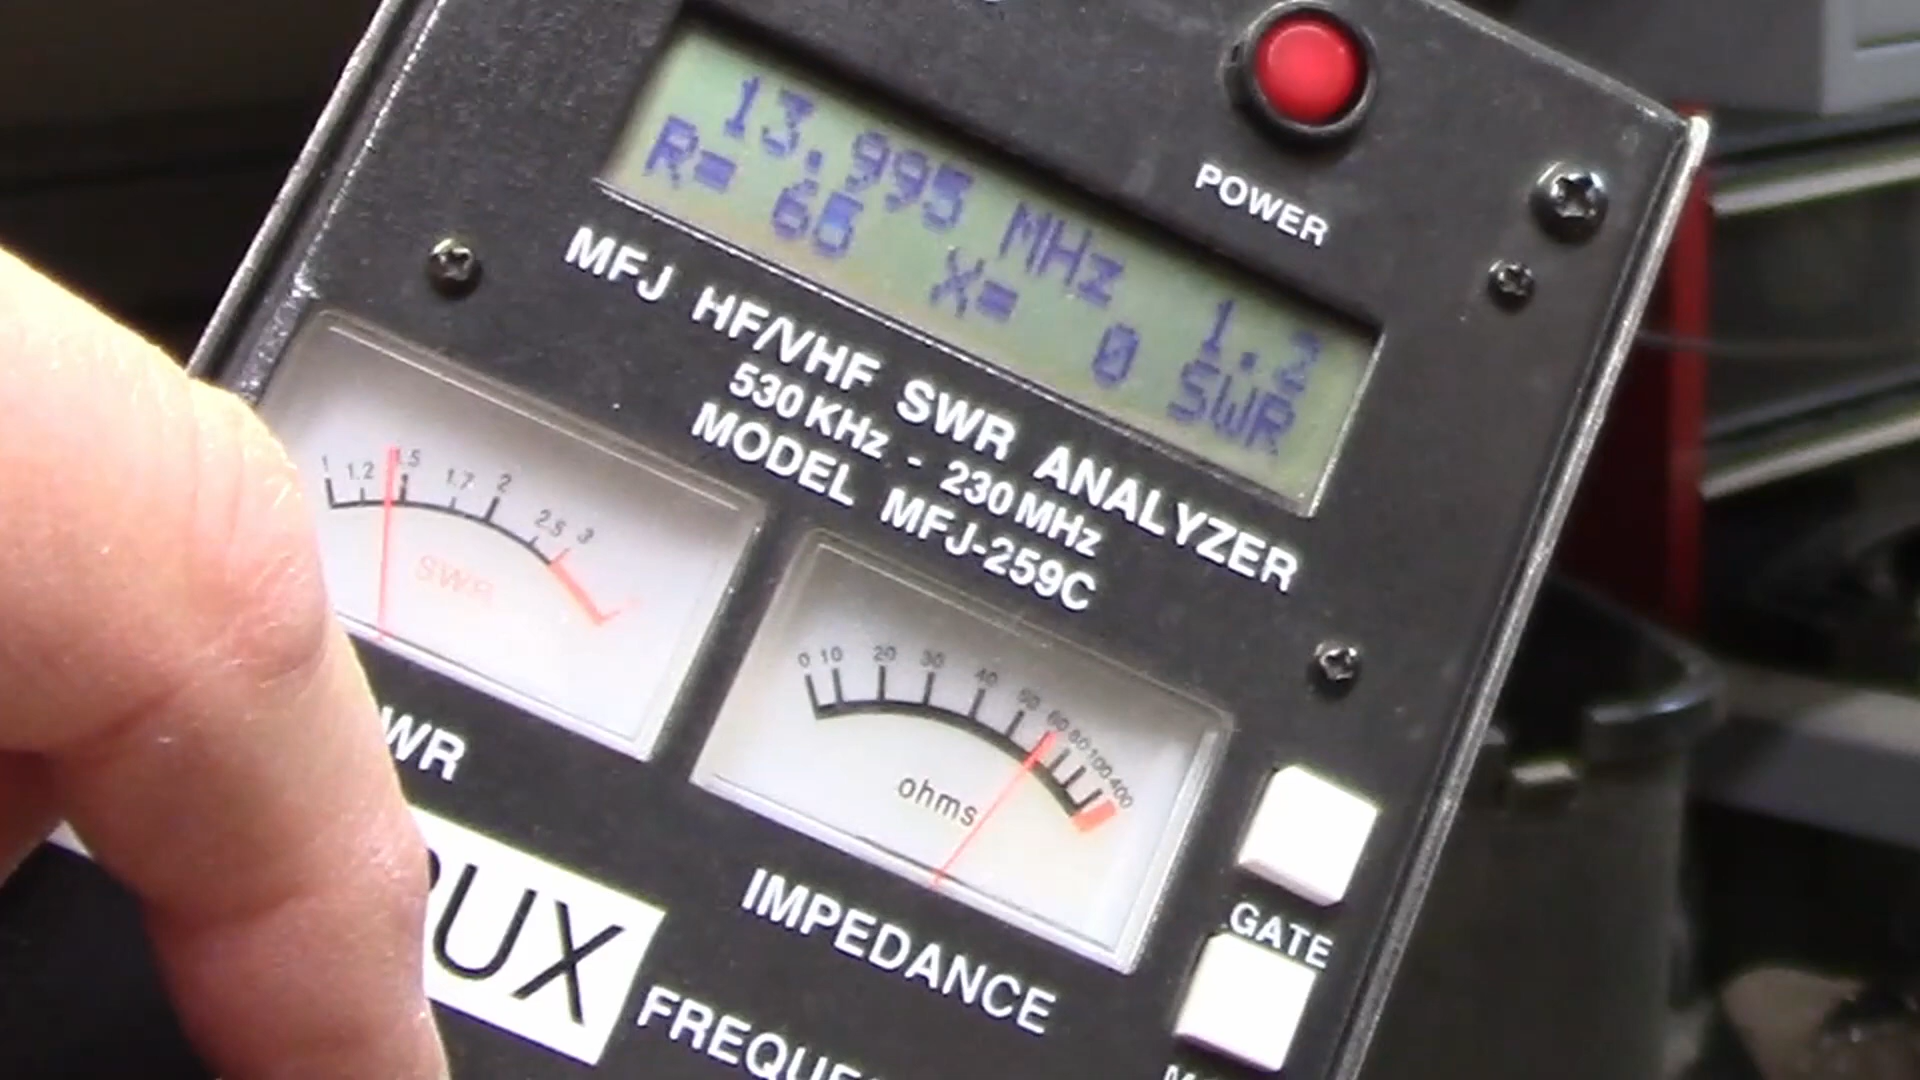 13.995 MHz 1.2
R= 66 X= 0 SWR
POWER
MFJ HF/VHF SWR ANALYZER
530 KHz - 230 MHz
MODEL MFJ-259C
1 1.2 1.5 1.7 2 2.5 3
SWR
0 10 20 30 40 50 60 80 100 400
ohms
WR
IMPEDANCE
GATE
UX
FREQUE